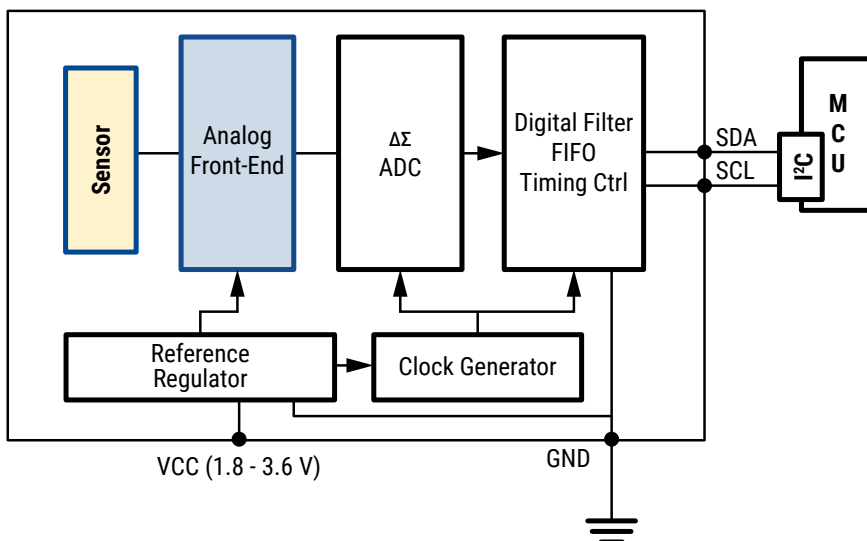 Sensor
Analog
Front-End
ΔΣ
ADC
Digital Filter
FIFO
Timing Ctrl
SDA
SCL
I²C
M
C
U
Reference
Regulator
Clock Generator
VCC (1.8 - 3.6 V)
GND